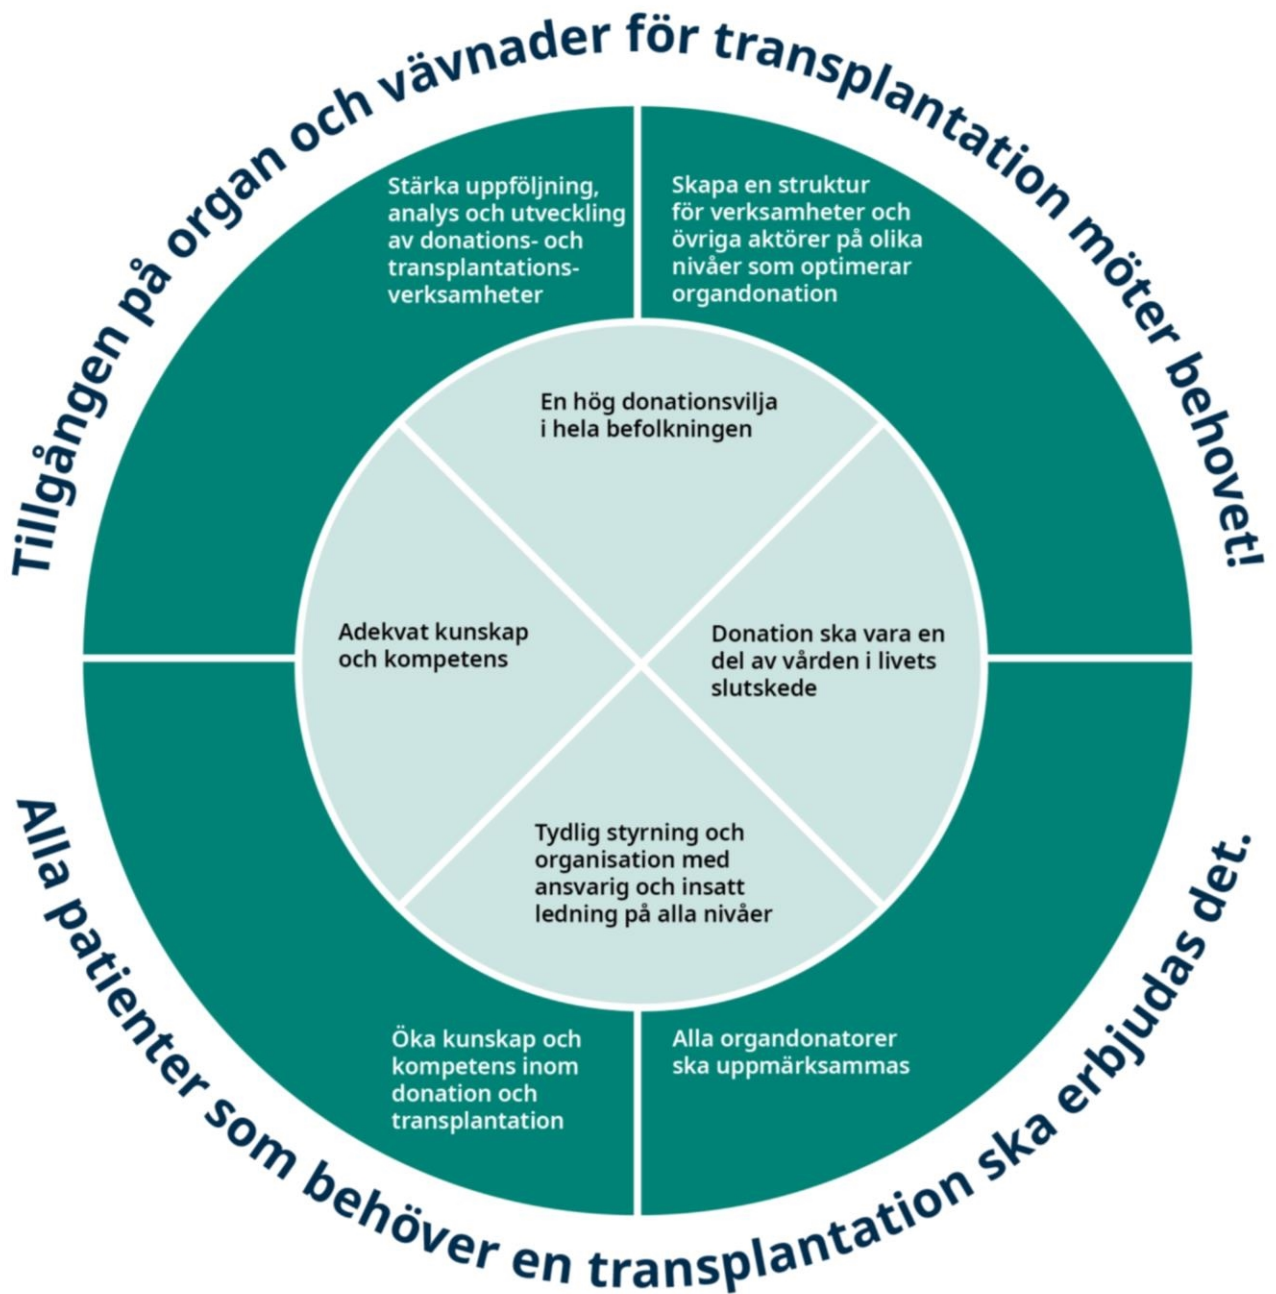 Tillgången på organ och vävnader för transplantation möter behovet!
Stärka uppföljning,
analys och utveckling
av donations- och
transplantations-
verksamheter
Skapa en struktur
för verksamheter och
övriga aktörer på olika
nivåer som optimerar
organdonation
En hög donationsvilja
i hela befolkningen
Adekvat kunskap
och kompetens
Donation ska vara en
del av vården i livets
slutskede
Tydlig styrning och
organisation med
ansvarig och insatt
ledning på alla nivåer
Öka kunskap och
kompetens inom
donation och
transplantation
Alla organdonatorer
ska uppmärksammas
Alla patienter som behöver en transplantation ska erbjudas det.